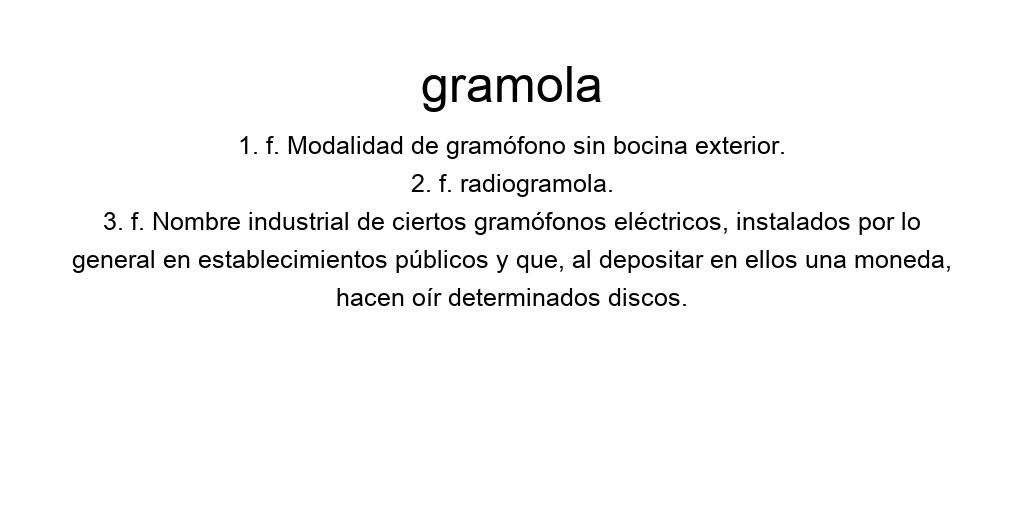 gramola
1. f. Modalidad de gramófono sin bocina exterior.
2. f. radiogramola.
3. f. Nombre industrial de ciertos gramófonos eléctricos, instalados por lo
general en establecimientos públicos y que, al depositar en ellos una moneda,
hacen oír determinados discos.